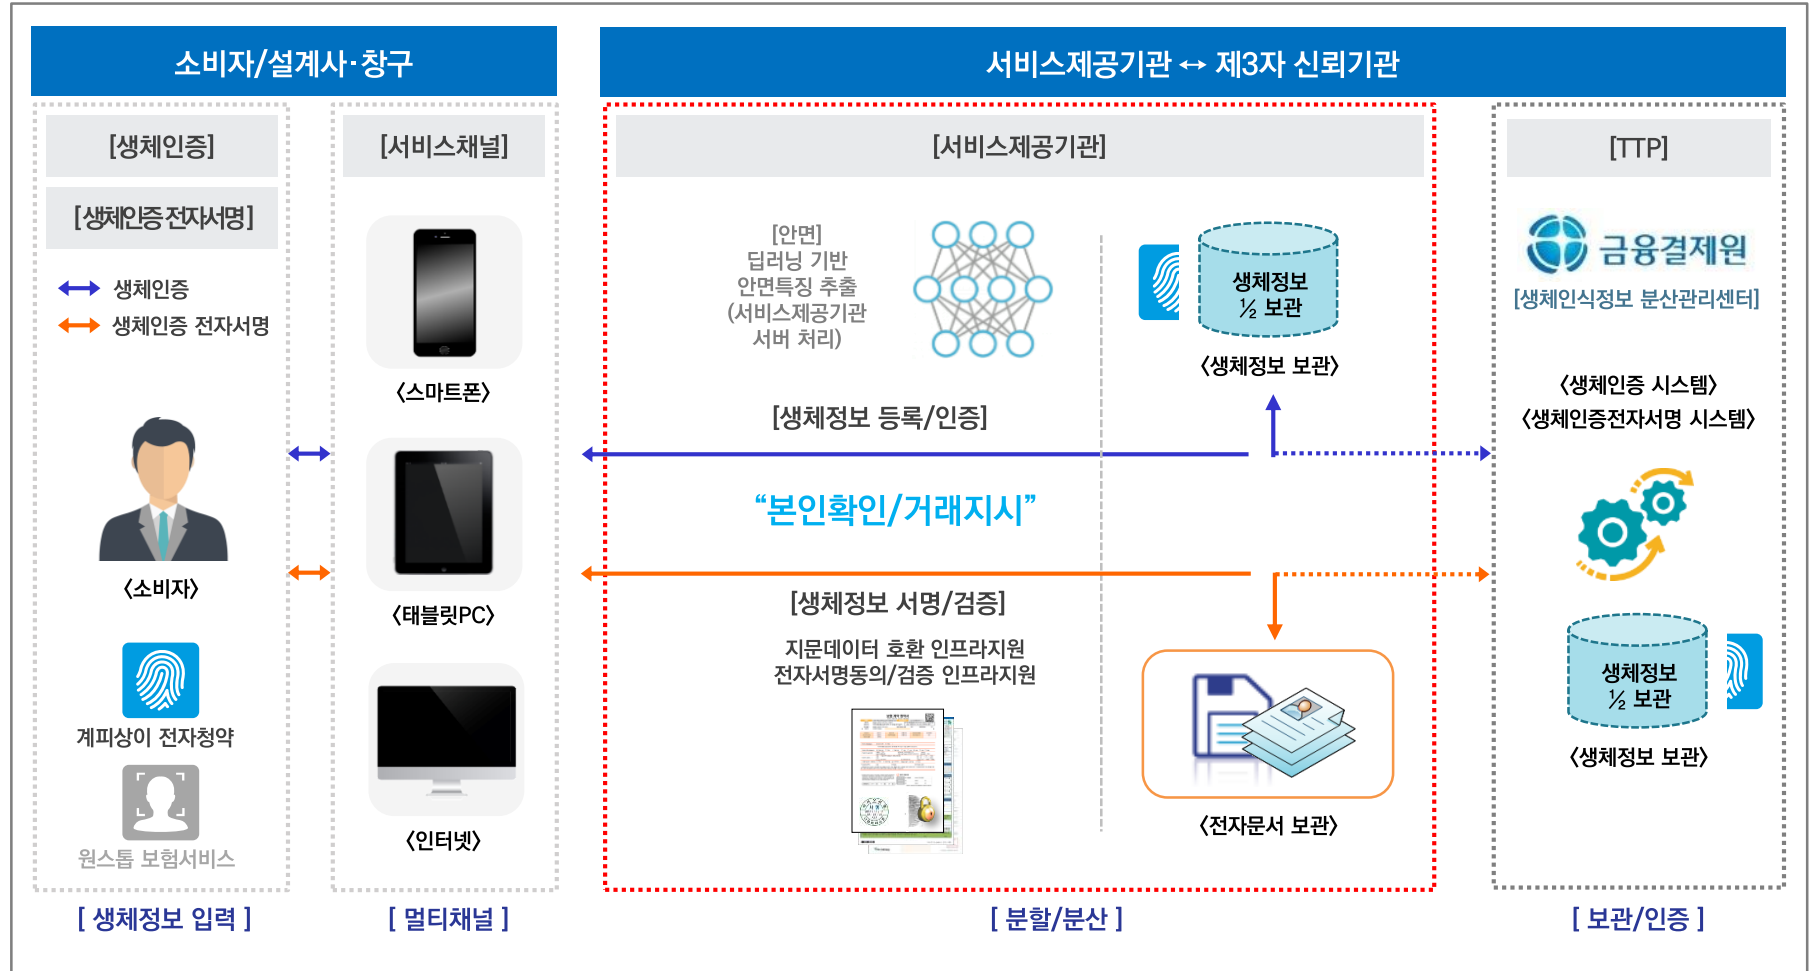 소비자/설계사·창구
서비스제공기관 ↔ 제3자 신뢰기관
[생체인증]
[생체인증 전자서명]
생체인증
생체인증 전자서명
<소비자>
계피상이 전자청약
원스톱 보험서비스
[ 생체정보 입력 ]
[서비스채널]
<스마트폰>
<태블릿PC>
<인터넷>
[ 멀티채널 ]
[서비스제공기관]
[안면]
딥러닝 기반
안면특징 추출
(서비스제공기관
서버 처리)
생체정보
½ 보관
<생체정보 보관>
[생체정보 등록/인증]
“본인확인/거래지시”
[생체정보 서명/검증]
지문데이터 호환 인프라지원
전자서명동의/검증 인프라지원
<전자문서 보관>
[ 분할/분산 ]
[TTP]
금융결제원
[생체인식정보 분산관리센터]
<생체인증 시스템>
<생체인증전자서명 시스템>
생체정보
½ 보관
<생체정보 보관>
[ 보관/인증 ]